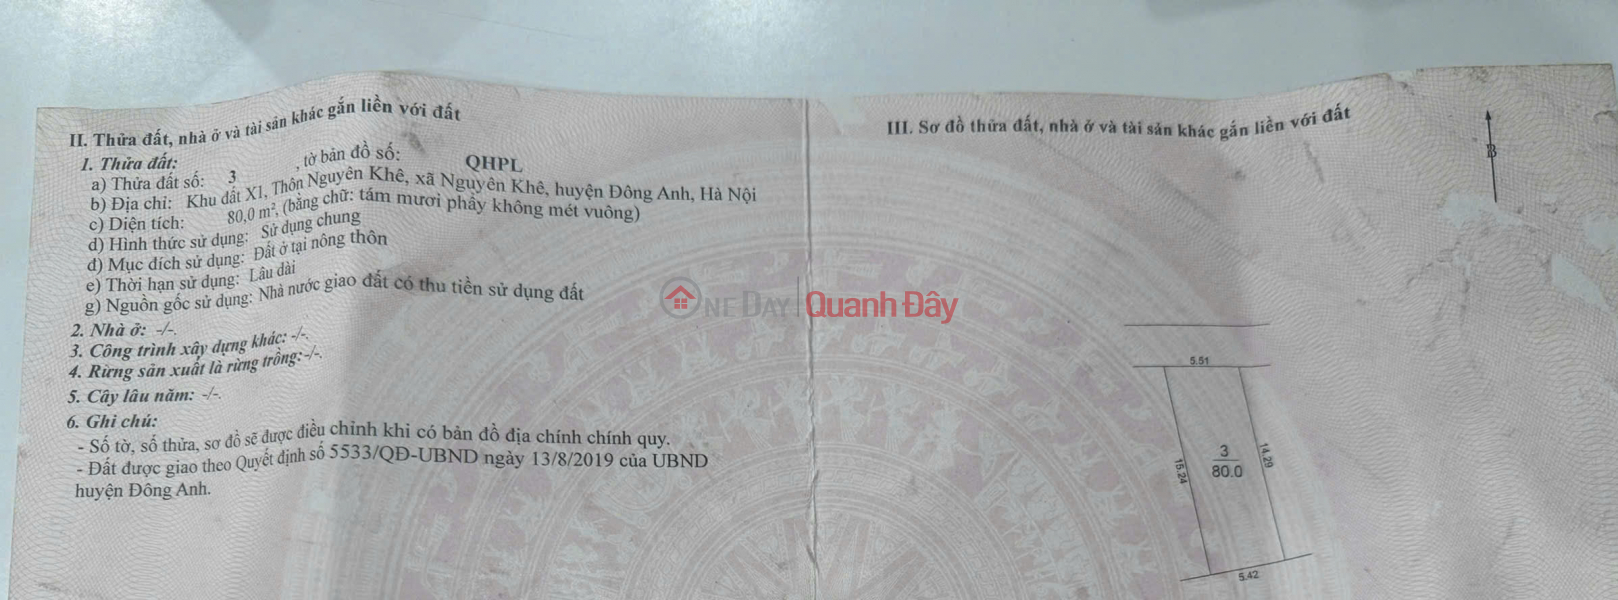 II. Thửa đất, nhà ở và tài sản khác gắn liền với đất
1. Thửa đất:
a) Thửa đất số: 3 , tờ bản đồ số: QHPL
b) Địa chỉ: Khu đất X1, Thôn Nguyên Khê, xã Nguyên Khê, huyện Đông Anh, Hà Nội
c) Diện tích: 80,0 m², (bằng chữ: tám mươi phẩy không mét vuông)
d) Hình thức sử dụng: Sử dụng chung
đ) Mục đích sử dụng: Đất ở tại nông thôn
e) Thời hạn sử dụng: Lâu dài
g) Nguồn gốc sử dụng: Nhà nước giao đất có thu tiền sử dụng đất
2. Nhà ở: -/-.
3. Công trình xây dựng khác: -/-.
4. Rừng sản xuất là rừng trồng:-/-.
5. Cây lâu năm: -/-.
6. Ghi chú:
- Số tờ, số thửa, sơ đồ sẽ được điều chỉnh khi có bản đồ địa chính chính quy.
- Đất được giao theo Quyết định số 5533/QĐ-UBND ngày 13/8/2019 của UBND
huyện Đông Anh.
ONEDAY | Quanh Đây
III. Sơ đồ thửa đất, nhà ở và tài sản khác gắn liền với đất
B
5.51
3
80.0
14.29
15.24
5.42